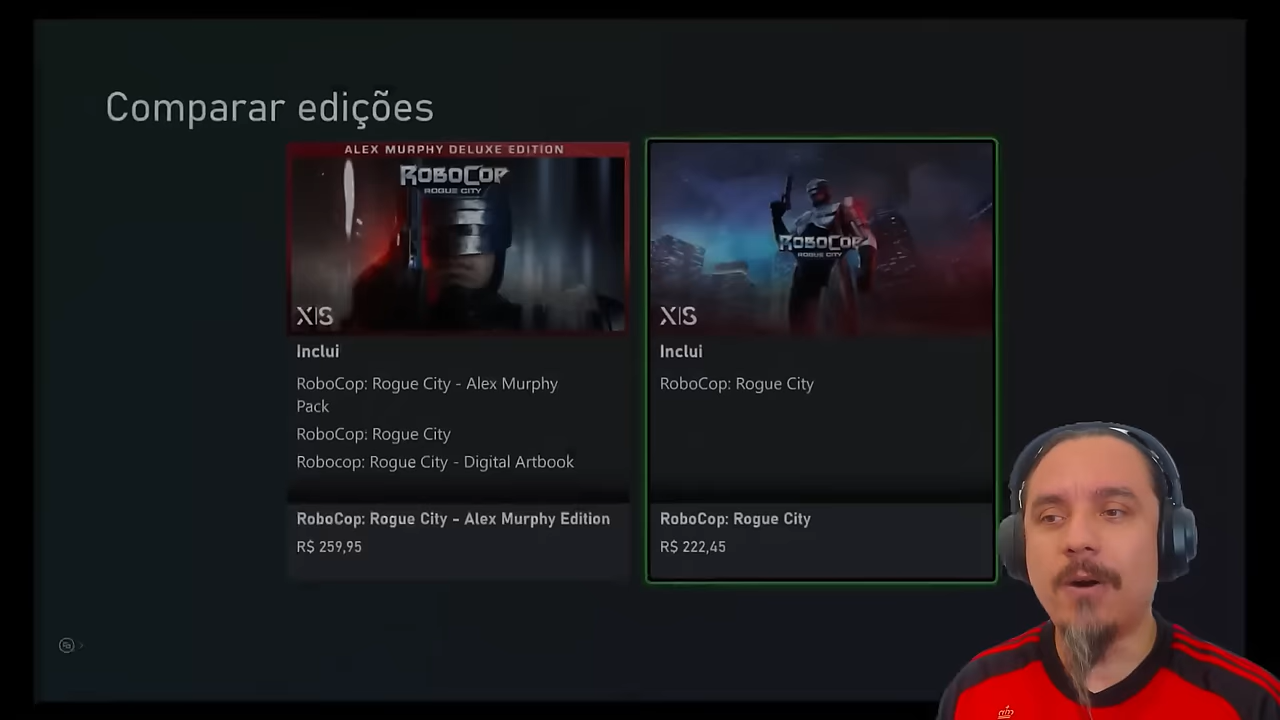 Comparar edições
ALEX MURPHY DELUXE EDITION
ROBOCOP
ROGUE CITY
X|S
Inclui
RoboCop: Rogue City - Alex Murphy
Pack
RoboCop: Rogue City
Robocop: Rogue City - Digital Artbook
RoboCop: Rogue City - Alex Murphy Edition
R$ 259,95
ROBOCOP
ROGUE CITY
X|S
Inclui
RoboCop: Rogue City
RoboCop: Rogue City
R$ 222,45